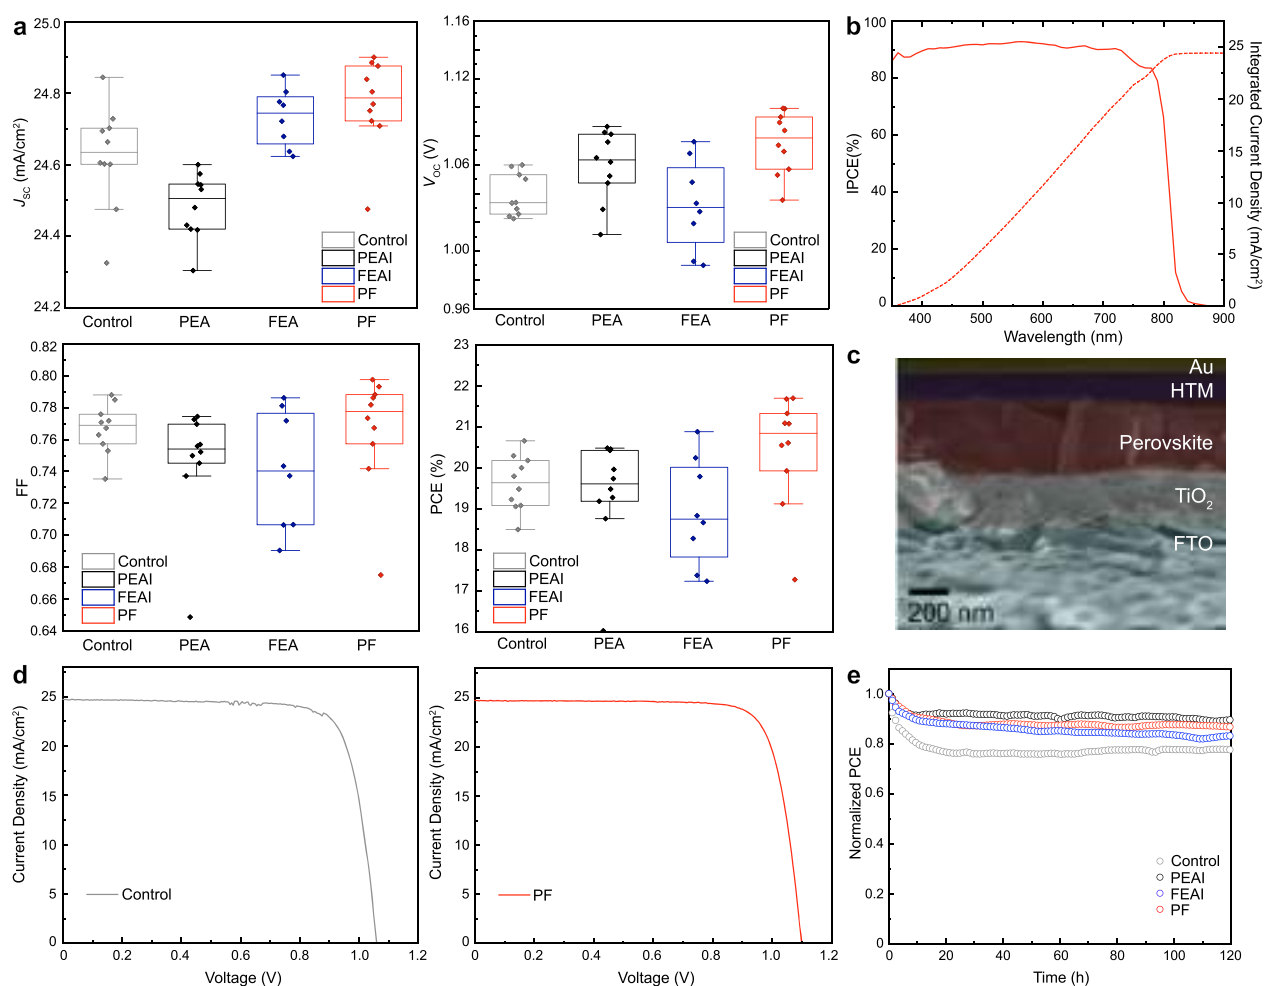 a
25.0
24.8
24.6
24.4
24.2
JSC (mA/cm²)
Control
PEAI
FEAI
PF
Control PEA FEA PF
1.16
1.12
1.06
1.00
0.96
VOC (V)
Control
PEAI
FEAI
PF
Control PEA FEA PF
b
100
80
60
40
20
0
IPCE(%)
25
20
15
10
5
0
Integrated Current Density (mA/cm²)
400 500 600 700 800 900
Wavelength (nm)
0.82
0.80
0.78
0.76
0.74
0.72
0.70
0.68
0.66
0.64
FF
Control
PEAI
FEAI
PF
Control PEA FEA PF
23
22
21
20
19
18
17
16
PCE (%)
Control
PEAI
FEAI
PF
Control PEA FEA PF
c
Au
HTM
Perovskite
TiO₂
FTO
200 nm
d
30
25
20
15
10
5
0
Current Density (mA/cm²)
Control
0 0.2 0.4 0.6 0.8 1.0 1.2
Voltage (V)
30
25
20
15
10
5
0
Current Density (mA/cm²)
PF
0 0.2 0.4 0.6 0.8 1.0 1.2
Voltage (V)
e
1.0
0.8
0.6
0.4
0.2
0
Normalized PCE
Control
PEAI
FEAI
PF
0 20 40 60 80 100 120
Time (h)